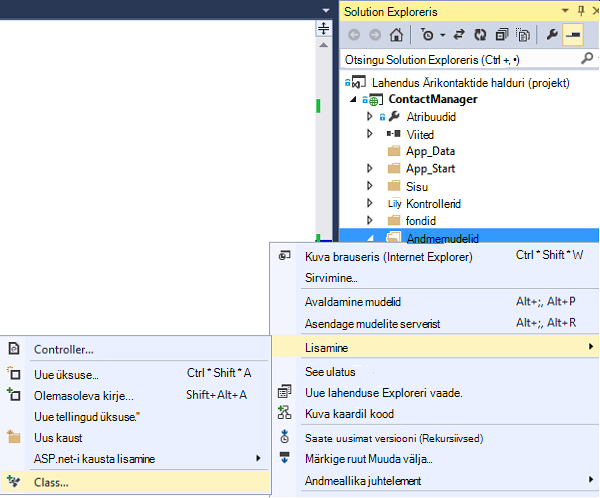 Solution Exploreris
Otsingu Solution Exploreris (Ctrl +, •)
Lahendus Ärikontaktide halduri (projekt)
ContactManager
Atribuudid
Viited
App_Data
App_Start
Sisu
Lily Kontrollerid
fondid
Andmemudelid
Kuva brauseris (Internet Explorer) Ctrl * Shift * W
Sirvimine...
Avaldamine mudelid Alt+;, Alt+P
Asendage mudelite serverist Alt+;, Alt+R
Lisamine
See ulatus
Uue lahenduse Exploreri vaade.
Kuva kaardil kood
Saate uusimat versiooni (Rekursiivsed)
Märkige ruut Muuda välja...
Andmeallika juhtelement
Controller...
Uue üksuse... Ctrl * Shift * A
Olemasoleva kirje... Shift+Alt+A
Uue tellingud üksuse."
Uus kaust
ASP.net-i kausta lisamine
Class...